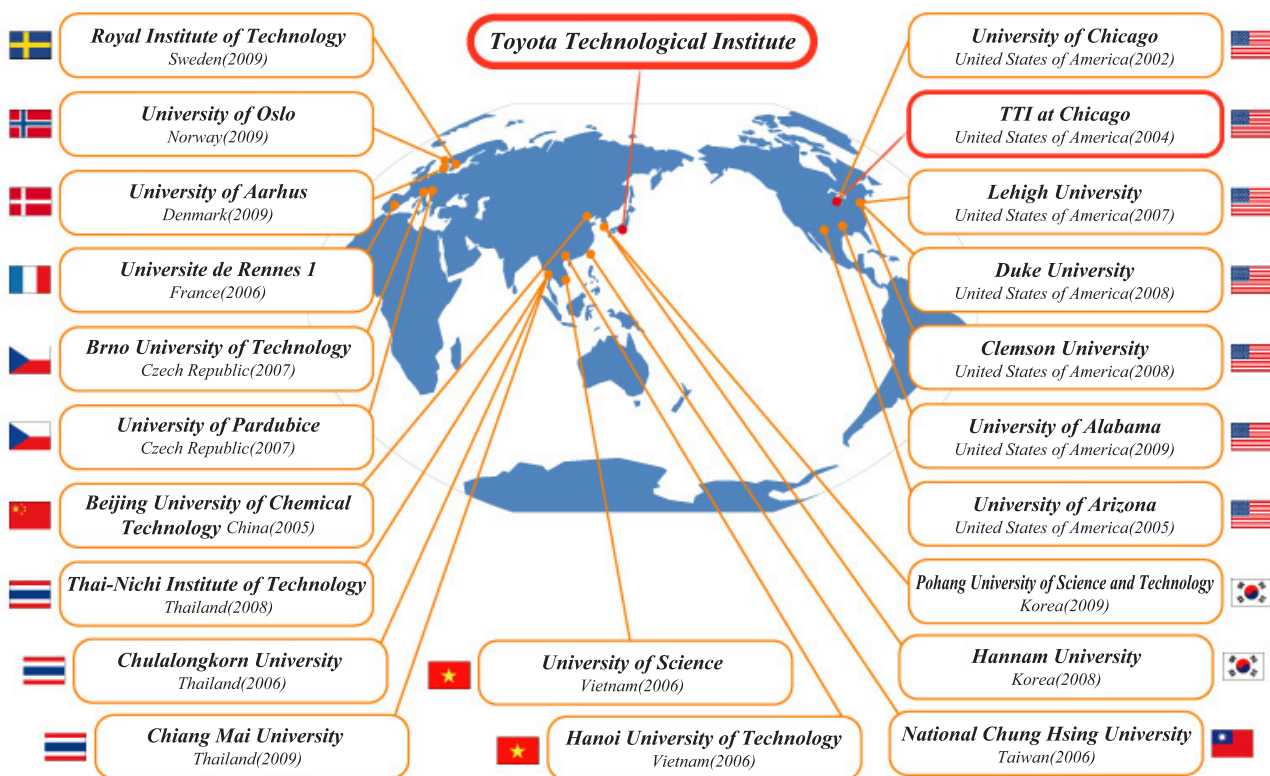 Toyota Technological Institute
Royal Institute of Technology
Sweden(2009)
University of Oslo
Norway(2009)
University of Aarhus
Denmark(2009)
Universite de Rennes 1
France(2006)
Brno University of Technology
Czech Republic(2007)
University of Pardubice
Czech Republic(2007)
Beijing University of Chemical
Technology China(2005)
Thai-Nichi Institute of Technology
Thailand(2008)
Chulalongkorn University
Thailand(2006)
Chiang Mai University
Thailand(2009)
University of Science
Vietnam(2006)
Hanoi University of Technology
Vietnam(2006)
University of Chicago
United States of America(2002)
TTI at Chicago
United States of America(2004)
Lehigh University
United States of America(2007)
Duke University
United States of America(2008)
Clemson University
United States of America(2008)
University of Alabama
United States of America(2009)
University of Arizona
United States of America(2005)
Pohang University of Science and Technology
Korea(2009)
Hannam University
Korea(2008)
National Chung Hsing University
Taiwan(2006)